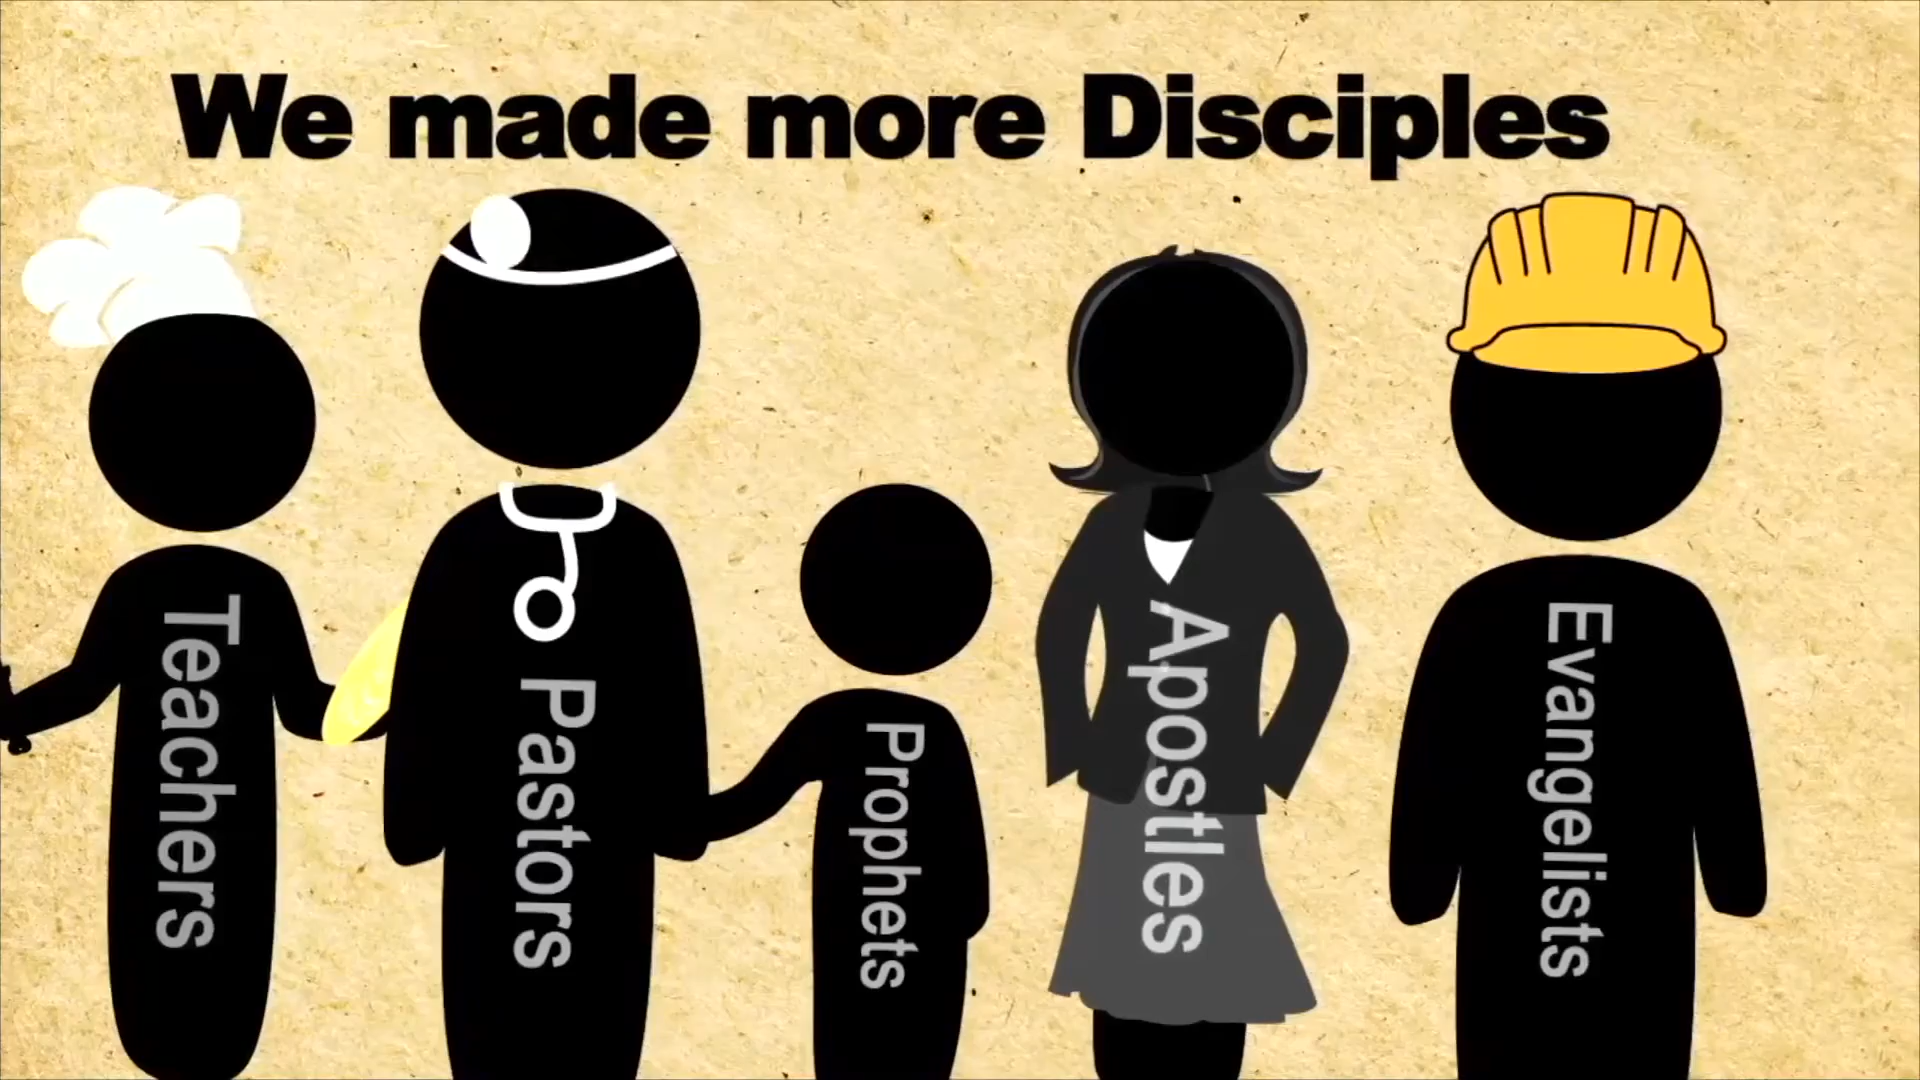 We made more Disciples
Teachers
Pastors
Prophets
Apostles
Evangelists